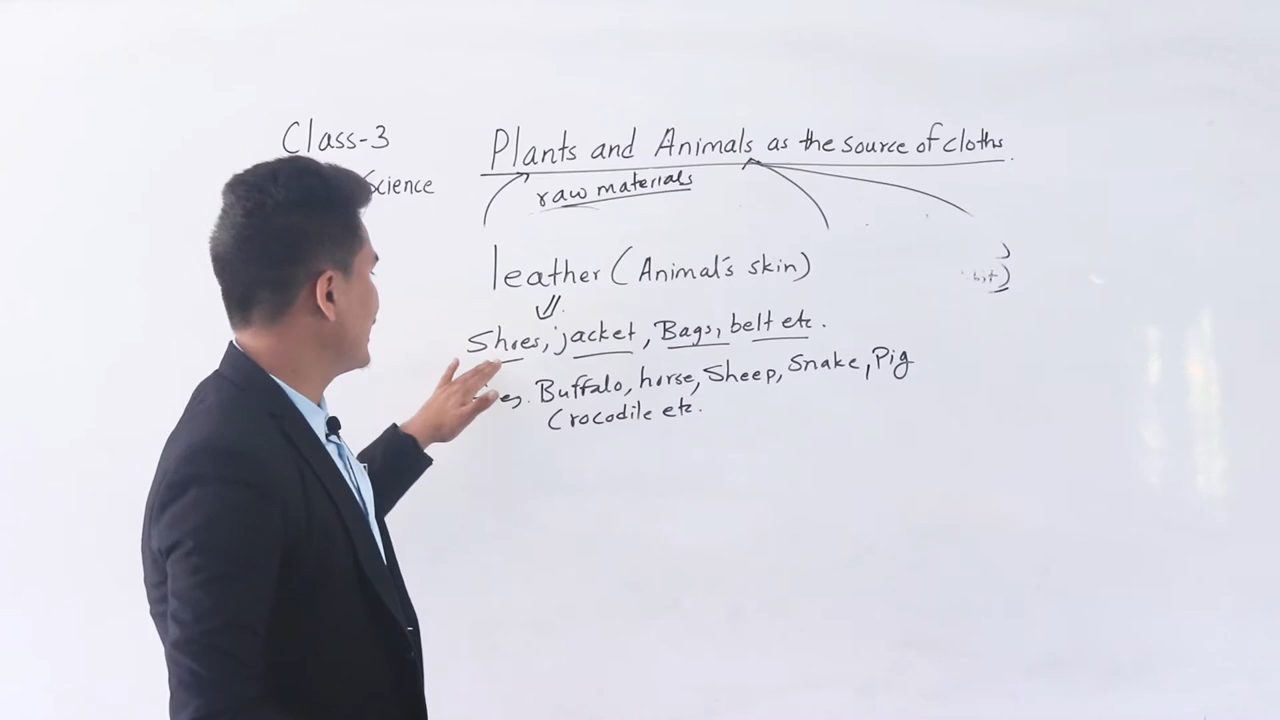 Class-3
Science
Plants and Animals as the source of cloths.
raw materials
leather (Animal's skin)
Shoes, jacket, Bags, belt etc.
eg. Buffalo, horse, Sheep, Snake, Pig
Crocodile etc.